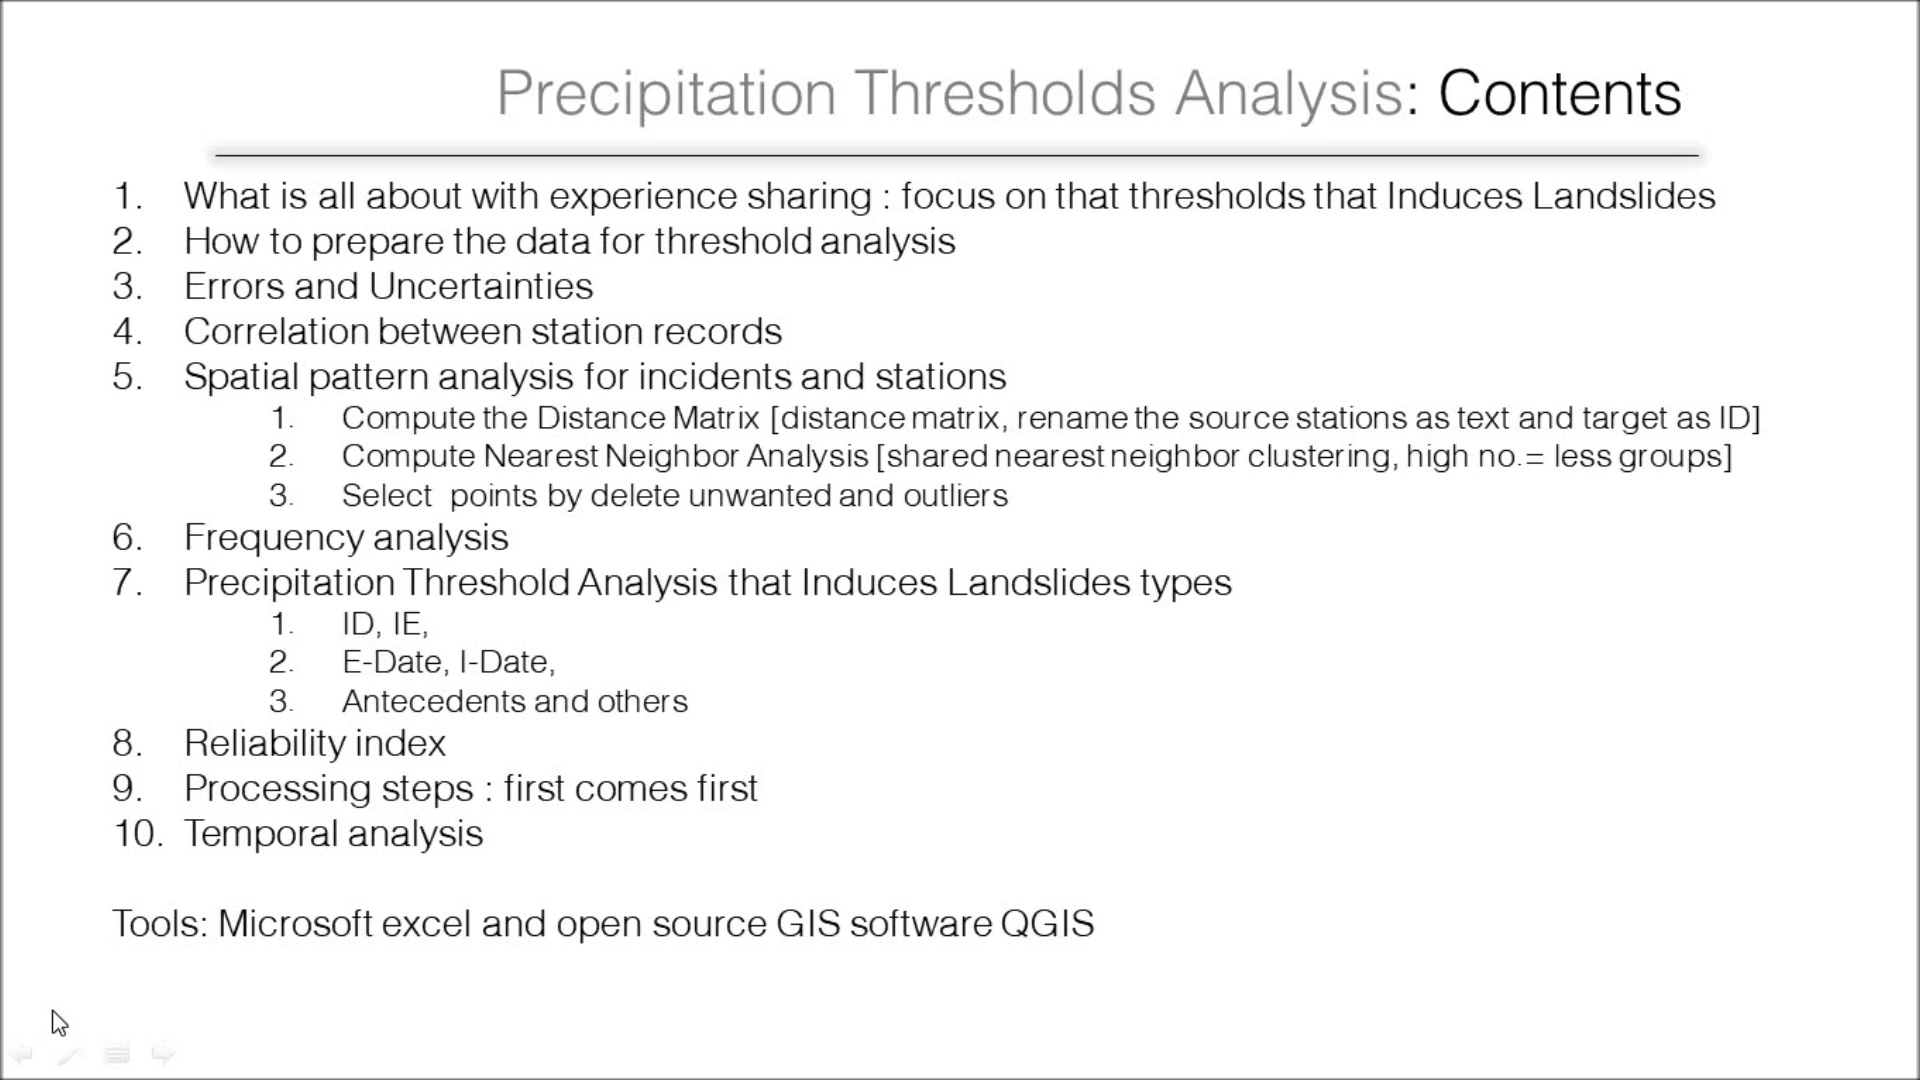 Precipitation Thresholds Analysis: Contents
1. What is all about with experience sharing : focus on that thresholds that Induces Landslides
2. How to prepare the data for threshold analysis
3. Errors and Uncertainties
4. Correlation between station records
5. Spatial pattern analysis for incidents and stations
1. Compute the Distance Matrix [distance matrix, rename the source stations as text and target as ID]
2. Compute Nearest Neighbor Analysis [shared nearest neighbor clustering, high no.= less groups]
3. Select points by delete unwanted and outliers
6. Frequency analysis
7. Precipitation Threshold Analysis that Induces Landslides types
1. ID, IE,
2. E-Date, I-Date,
3. Antecedents and others
8. Reliability index
9. Processing steps : first comes first
10. Temporal analysis
Tools: Microsoft excel and open source GIS software QGIS